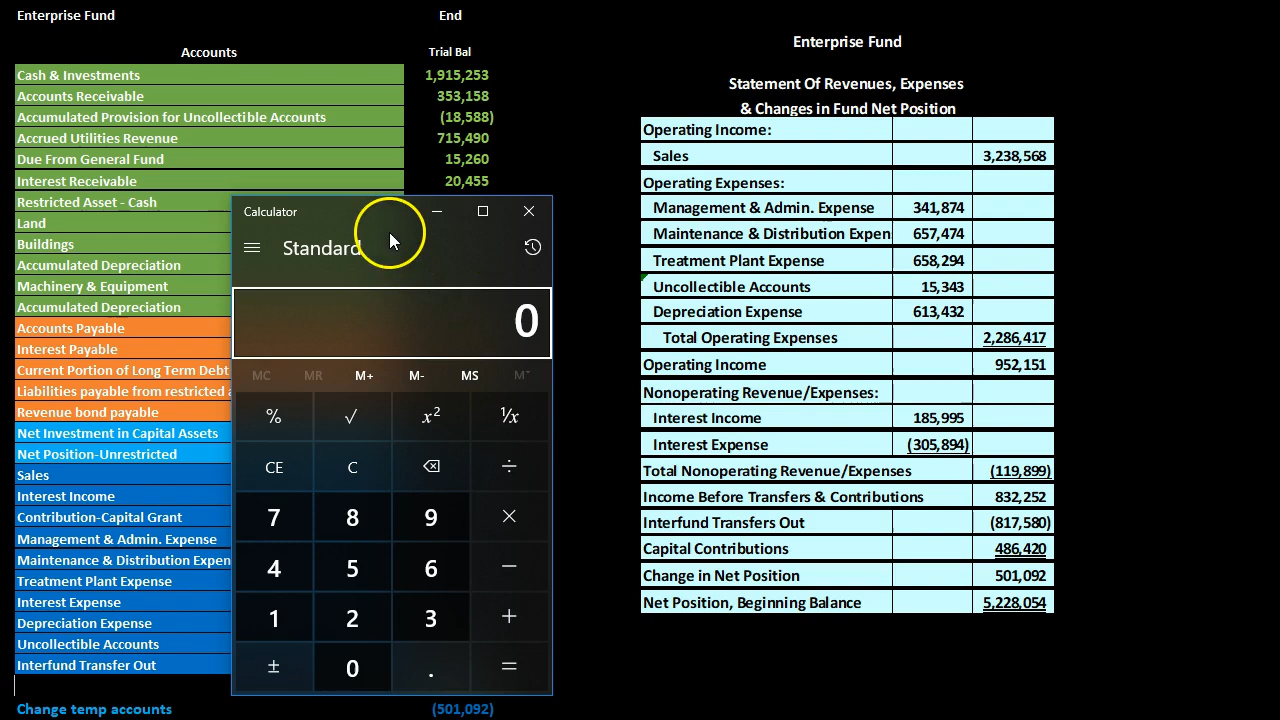 Enterprise Fund End
Accounts Trial Bal
Cash & Investments 1,915,253
Accounts Receivable 353,158
Accumulated Provision for Uncollectible Accounts (18,588)
Accrued Utilities Revenue 715,490
Due From General Fund 15,260
Interest Receivable 20,455
Restricted Asset - Cash
Land
Buildings
Accumulated Depreciation
Machinery & Equipment
Accumulated Depreciation
Accounts Payable
Interest Payable
Current Portion of Long Term Debt
Liabilities payable from restricted a
Revenue bond payable
Net Investment in Capital Assets
Net Position-Unrestricted
Sales
Interest Income
Contribution-Capital Grant
Management & Admin. Expense
Maintenance & Distribution Expen
Treatment Plant Expense
Interest Expense
Depreciation Expense
Uncollectible Accounts
Interfund Transfer Out
Change temp accounts (501,092)
Calculator
Standard
0
MC MR M+ M- MS M˅
% √ x² ¹/x
CE C ⌫ ÷
7 8 9 ×
4 5 6 −
1 2 3 +
± 0 . =
Enterprise Fund
Statement Of Revenues, Expenses
& Changes in Fund Net Position
Operating Income:
Sales 3,238,568
Operating Expenses:
Management & Admin. Expense 341,874
Maintenance & Distribution Expen 657,474
Treatment Plant Expense 658,294
Uncollectible Accounts 15,343
Depreciation Expense 613,432
Total Operating Expenses 2,286,417
Operating Income 952,151
Nonoperating Revenue/Expenses:
Interest Income 185,995
Interest Expense (305,894)
Total Nonoperating Revenue/Expenses (119,899)
Income Before Transfers & Contributions 832,252
Interfund Transfers Out (817,580)
Capital Contributions 486,420
Change in Net Position 501,092
Net Position, Beginning Balance 5,228,054